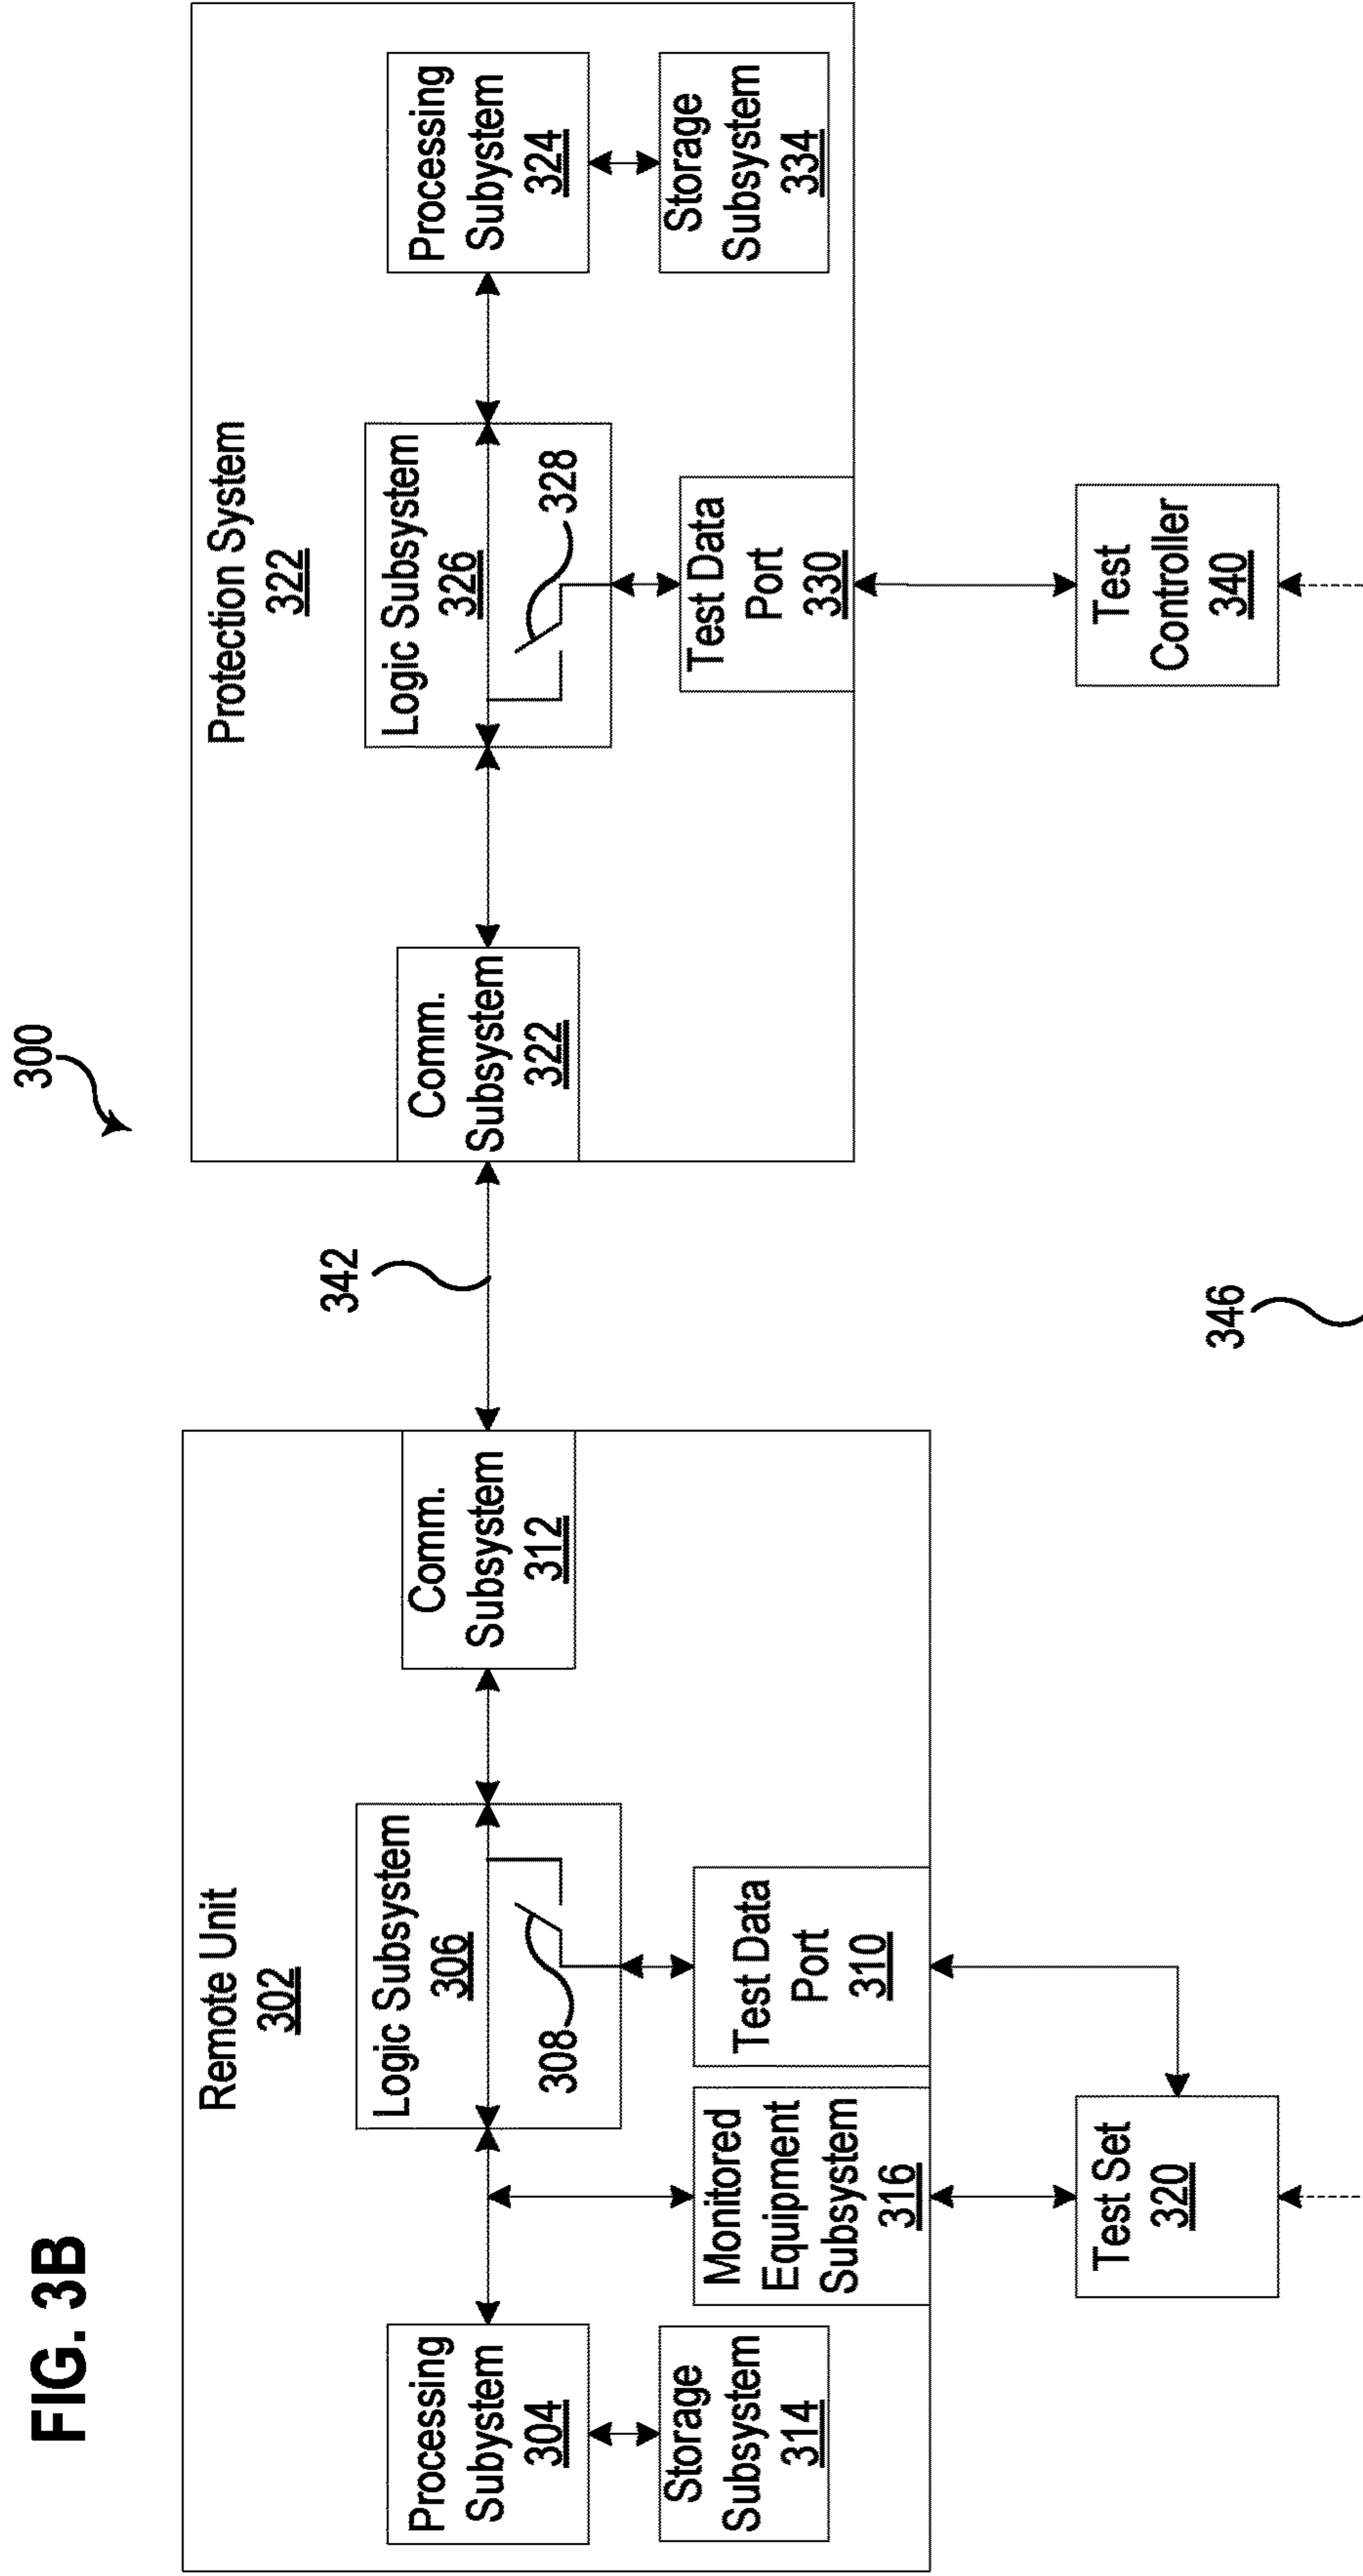 FIG. 3B
300
Remote Unit
302
Processing
Subystem
304
Storage
Subsystem
314
Logic Subsystem
306
308
Monitored
Equipment
Subsystem
316
Test Data
Port
310
Comm.
Subsystem
312
Test Set
320
342
346
Protection System
322
Comm.
Subsystem
322
Logic Subsystem
326
328
Test Data
Port
330
Processing
Subystem
324
Storage
Subsystem
334
Test
Controller
340